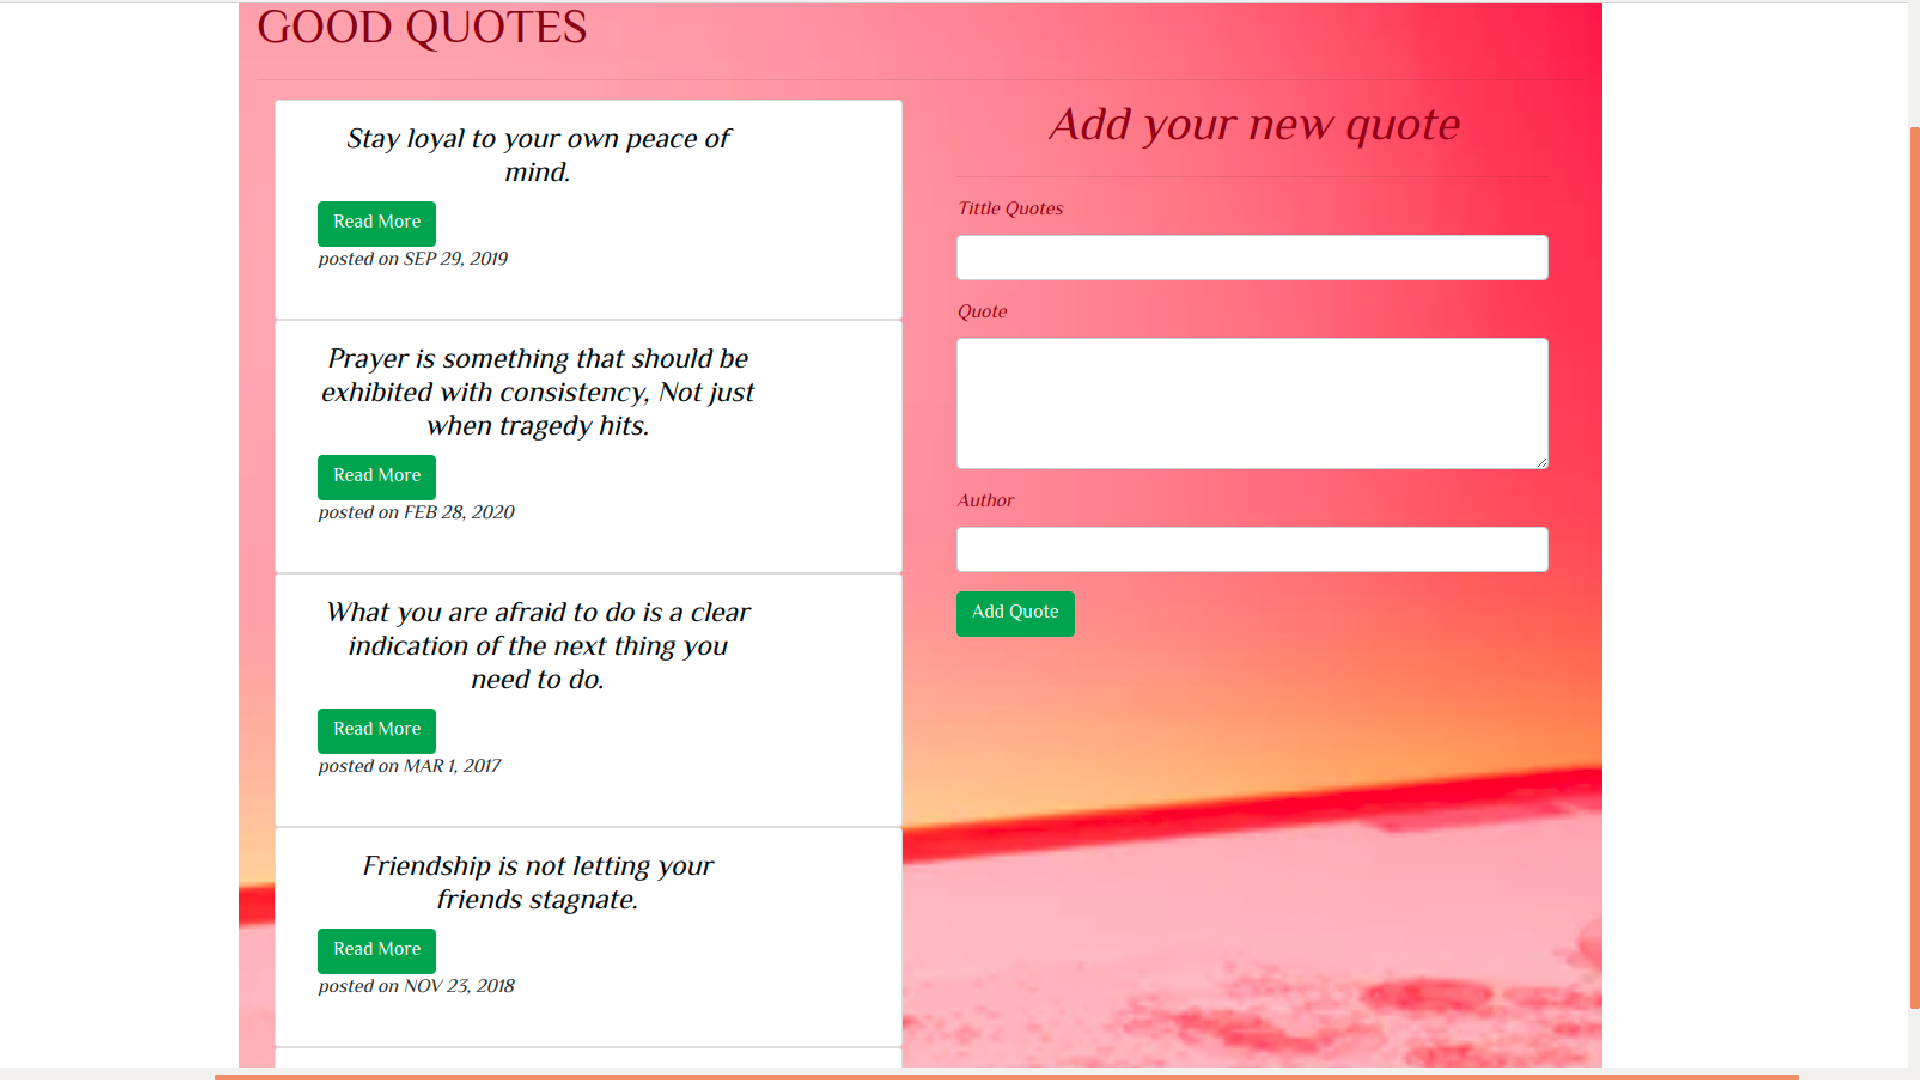 GOOD QUOTES
Stay loyal to your own peace of
mind.
Read More
posted on SEP 29, 2019
Prayer is something that should be
exhibited with consistency, Not just
when tragedy hits.
Read More
posted on FEB 28, 2020
What you are afraid to do is a clear
indication of the next thing you
need to do.
Read More
posted on MAR 1, 2017
Friendship is not letting your
friends stagnate.
Read More
posted on NOV 23, 2018
Add your new quote
Tittle Quotes
Quote
Author
Add Quote